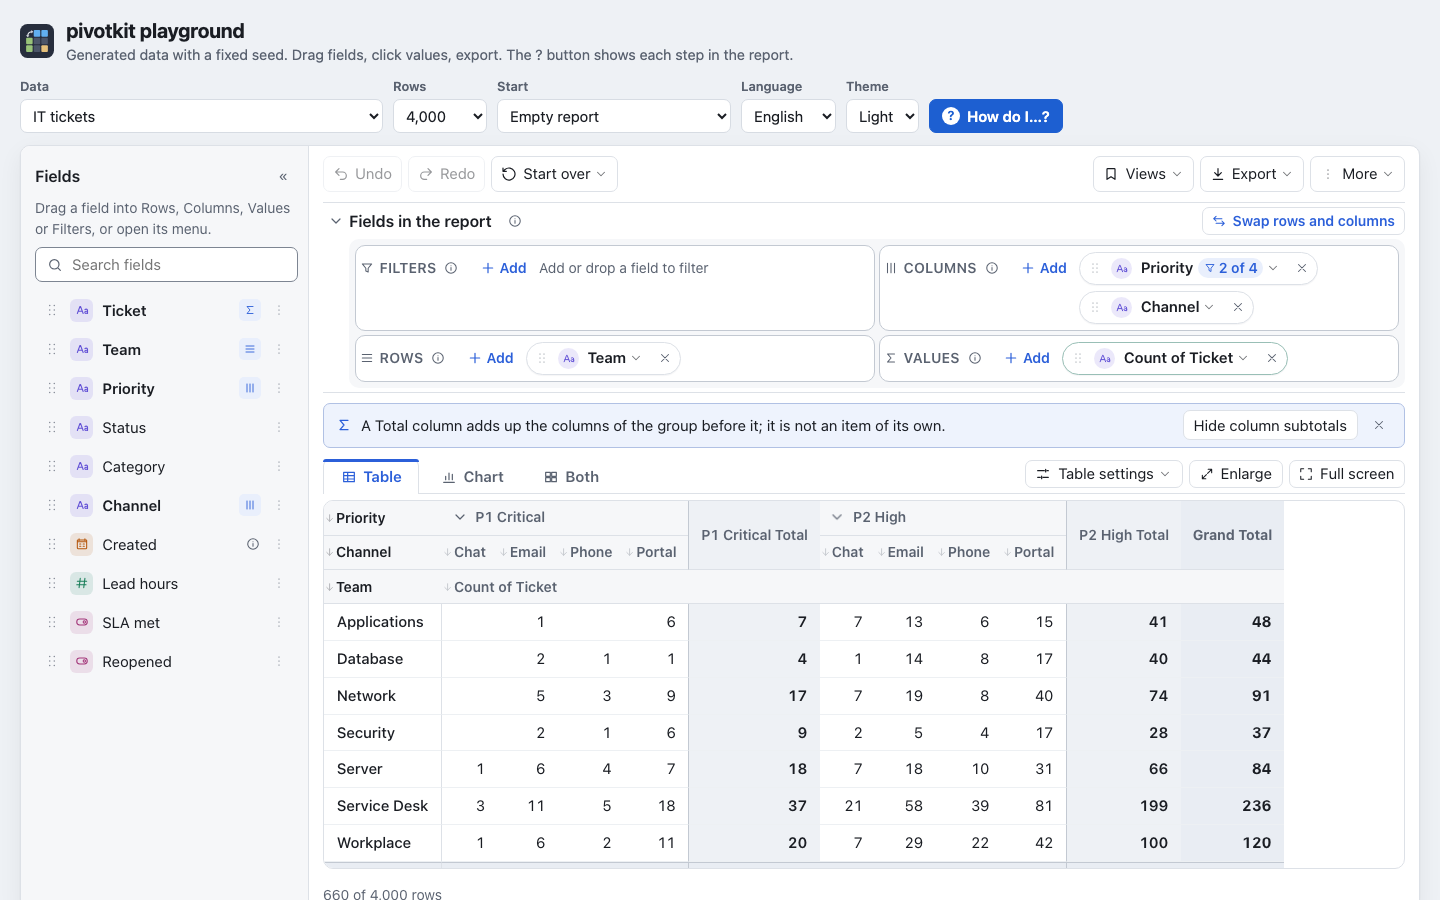 pivotkit playground
Generated data with a fixed seed. Drag fields, click values, export. The ? button shows each step in the report.
Data Rows Start Language Theme
IT tickets 4,000 Empty report English Light ? How do I...?
Fields «
Drag a field into Rows, Columns, Values
or Filters, or open its menu.
Search fields
Aa Ticket Σ
Aa Team
Aa Priority
Aa Status
Aa Category
Aa Channel
Created
# Lead hours
SLA met
Reopened
Undo Redo Start over Views Export More
Fields in the report Swap rows and columns
FILTERS + Add Add or drop a field to filter
COLUMNS + Add Aa Priority 2 of 4
Aa Channel
ROWS + Add Aa Team
Σ VALUES + Add Aa Count of Ticket
Σ A Total column adds up the columns of the group before it; it is not an item of its own. Hide column subtotals
Table Chart Both Table settings Enlarge Full screen
Priority P1 Critical P1 Critical Total P2 High P2 High Total Grand Total
Channel Chat Email Phone Portal Chat Email Phone Portal
Team Count of Ticket
Applications 1 6 7 7 13 6 15 41 48
Database 2 1 1 4 1 14 8 17 40 44
Network 5 3 9 17 7 19 8 40 74 91
Security 2 1 6 9 2 5 4 17 28 37
Server 1 6 4 7 18 7 18 10 31 66 84
Service Desk 3 11 5 18 37 21 58 39 81 199 236
Workplace 1 6 2 11 20 7 29 22 42 100 120
660 of 4,000 rows